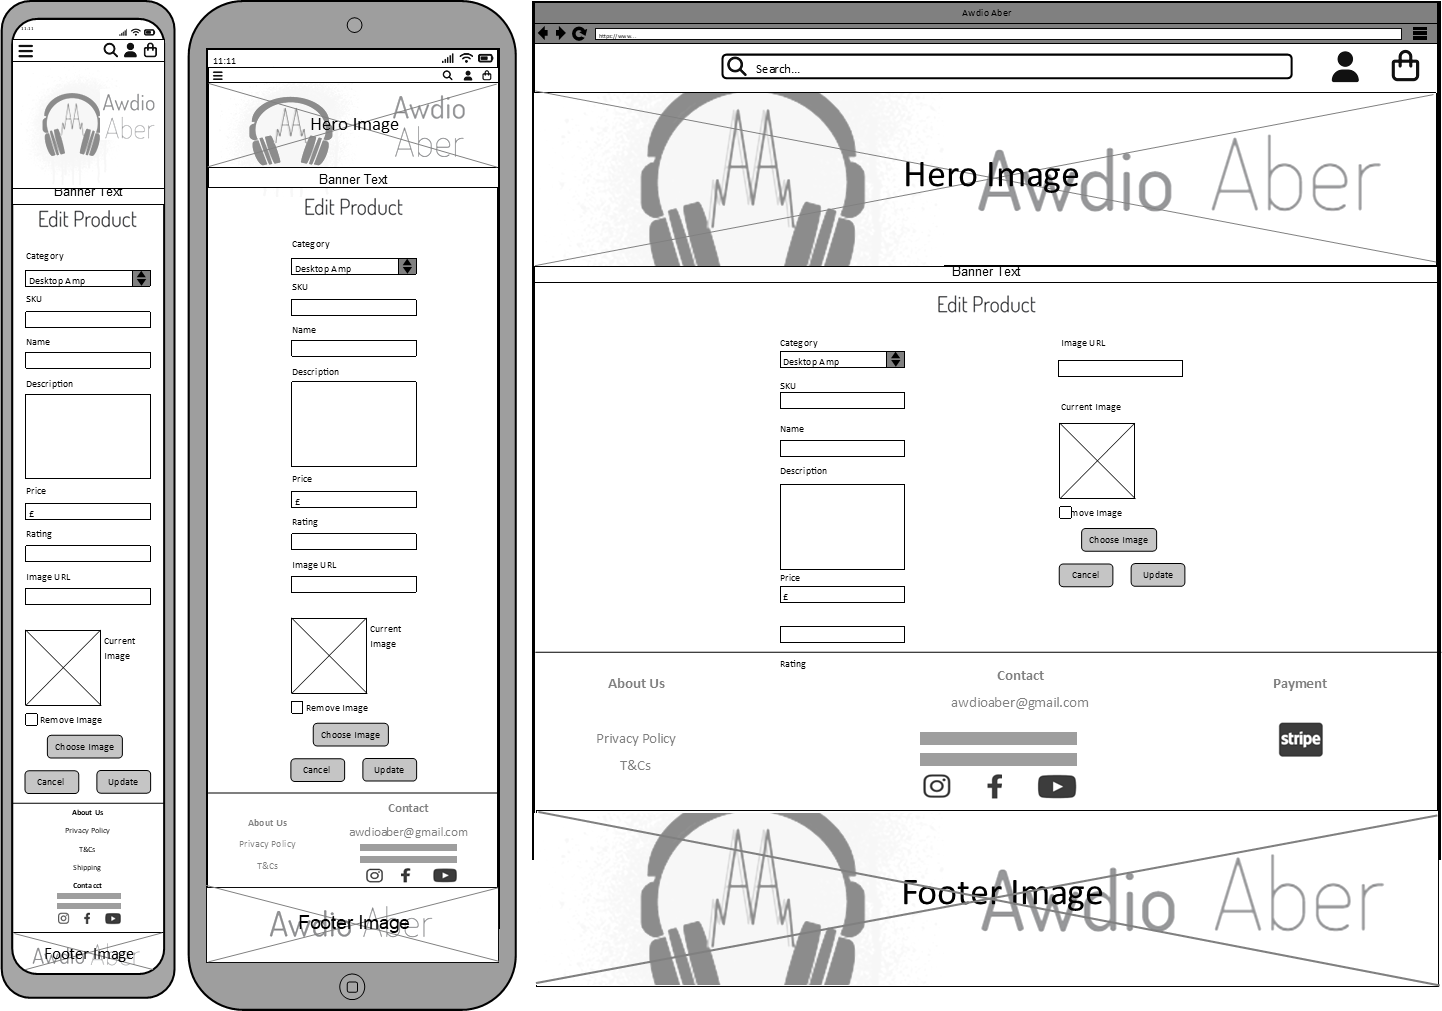 11:11
Awdio
Aber
Banner Text
Edit Product
Category
Desktop Amp
SKU
Name
Description
Price
£
Rating
Image URL
Current
Image
Remove Image
Choose Image
Cancel
Update
About Us
Privacy Policy
T&Cs
Shipping
Contacct
Awdio Aber
Footer Image
11:11
Awdio
Aber
Hero Image
Banner Text
Edit Product
Category
Desktop Amp
SKU
Name
Description
Price
£
Rating
Image URL
Current
Image
Remove Image
Choose Image
Cancel
Update
About Us
Privacy Policy
T&Cs
Contact
awdioaber@gmail.com
Awdio Aber
Footer Image
Awdio Aber
https://www...
Search...
Hero Image
Awdio Aber
Banner Text
Edit Product
Category
Desktop Amp
SKU
Name
Description
Price
£
Rating
Image URL
Current Image
move Image
Choose Image
Cancel
Update
About Us
Privacy Policy
T&Cs
Contact
awdioaber@gmail.com
Payment
stripe
Footer Image
Awdio Aber